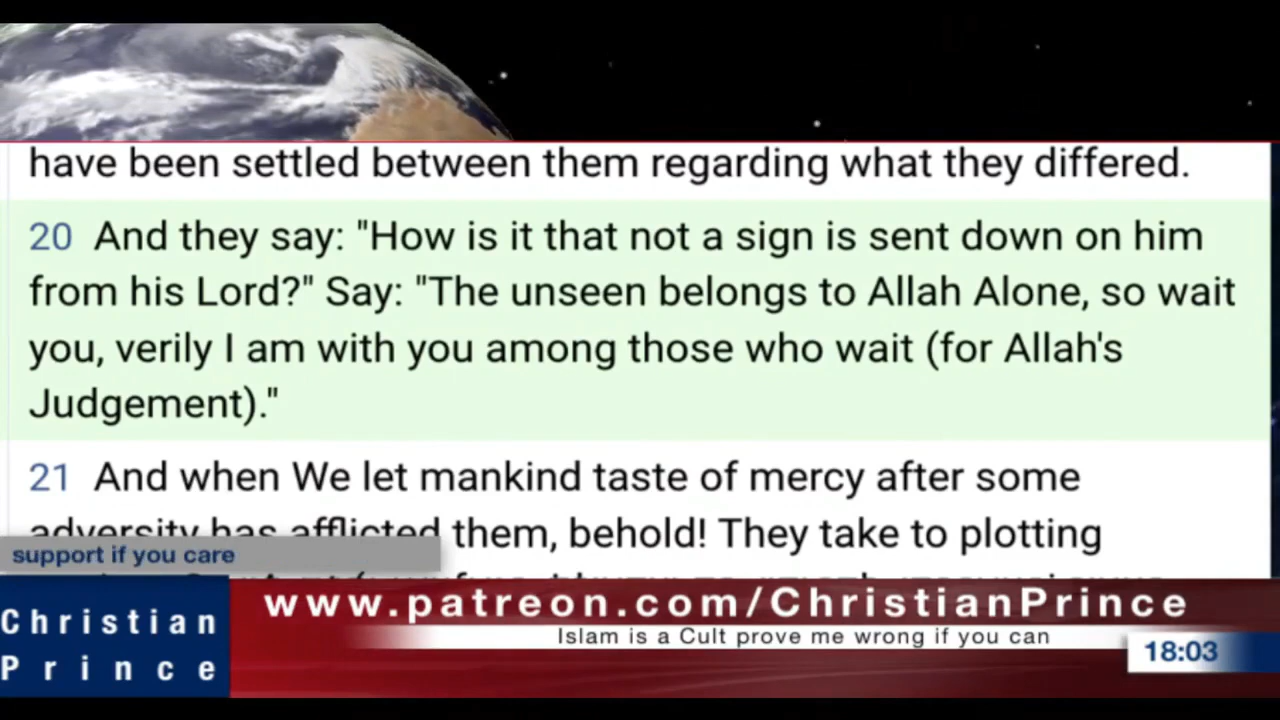 have been settled between them regarding what they differed.
20 And they say: "How is it that not a sign is sent down on him
from his Lord?" Say: "The unseen belongs to Allah Alone, so wait
you, verily I am with you among those who wait (for Allah's
Judgement)."
21 And when We let mankind taste of mercy after some
adversity has afflicted them, behold! They take to plotting
support if you care
Christian
Prince
www.patreon.com/ChristianPrince
Islam is a Cult prove me wrong if you can
18:03